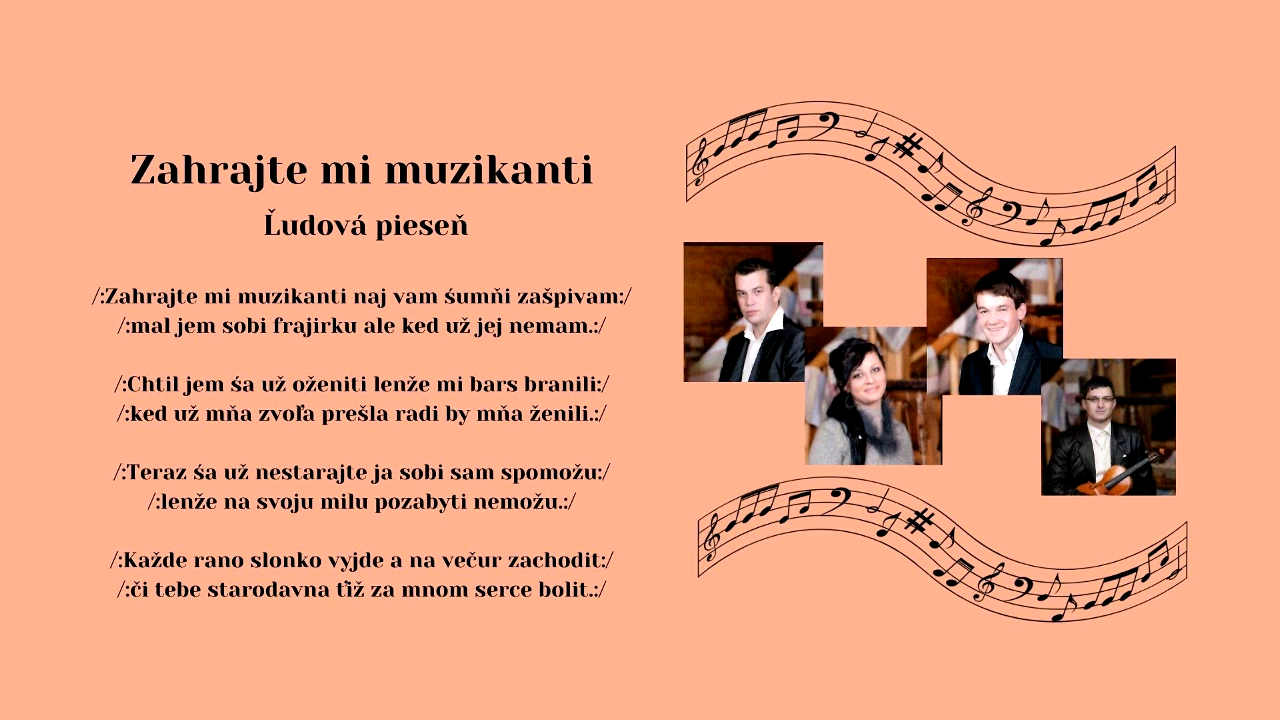 Zahrajte mi muzikanti
Ľudová pieseň
/:Zahrajte mi muzikanti naj vam śumňi zašpivam:/
/:mal jem sobi frajirku ale ked už jej nemam.:/
/:Chtil jem śa už oženiti lenže mi bars branili:/
/:ked už mňa zvoľa prešla radi by mňa ženili.:/
/:Teraz śa už nestarajte ja sobi sam spomožu:/
/:lenže na svoju milu pozabyti nemožu.:/
/:Každe rano slonko vyjde a na večur zachodit:/
/:či tebe starodavna ťiž za mnom serce bolit.:/